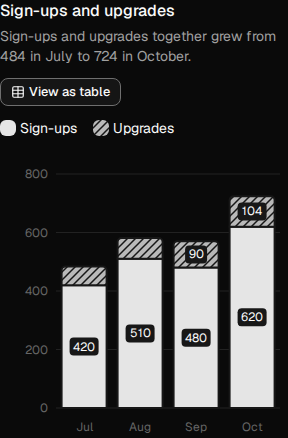 Sign-ups and upgrades
Sign-ups and upgrades together grew from
484 in July to 724 in October.
View as table
Sign-ups Upgrades
800
600
400
200
0
104
90
420
510
480
620
Jul Aug Sep Oct